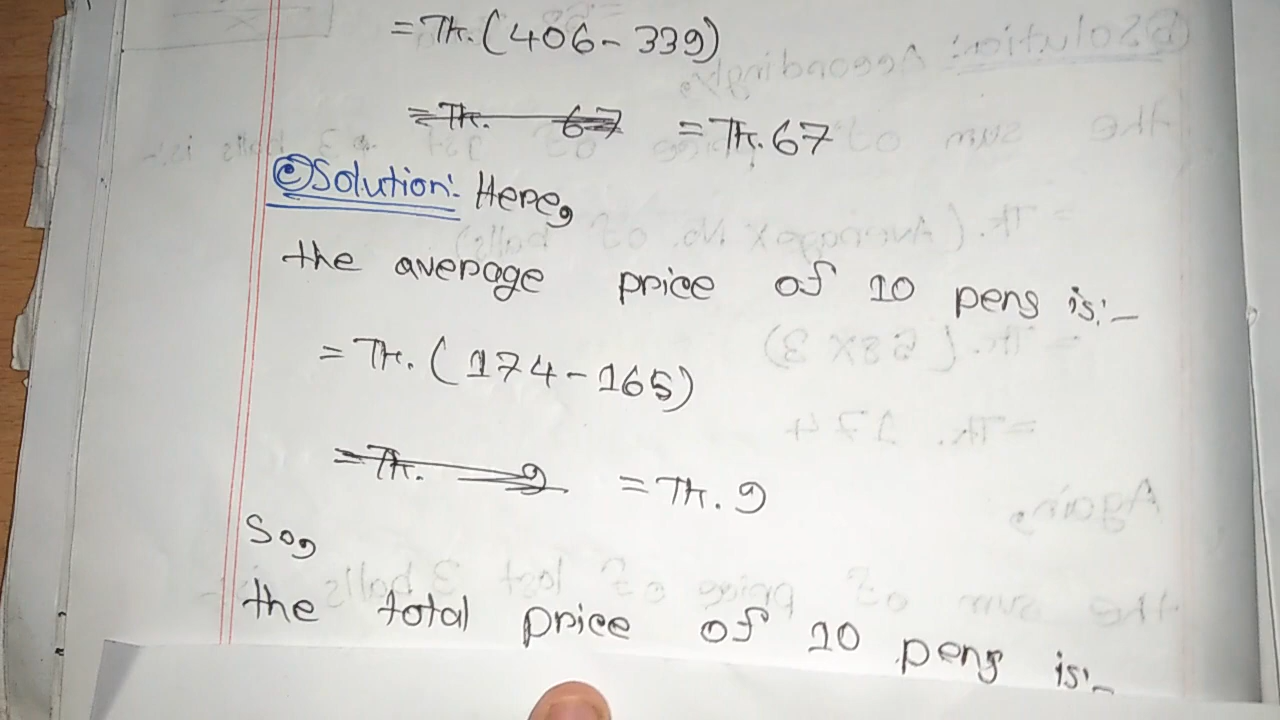 =Tk.(406-339)
=Tk. 67 =Tk.67
(c)Solution:- Here,
the average price of 10 pens is:-
=Tk.(174-165)
=Tk. 9 =Tk.9
So,
the total price of 10 pens is:-